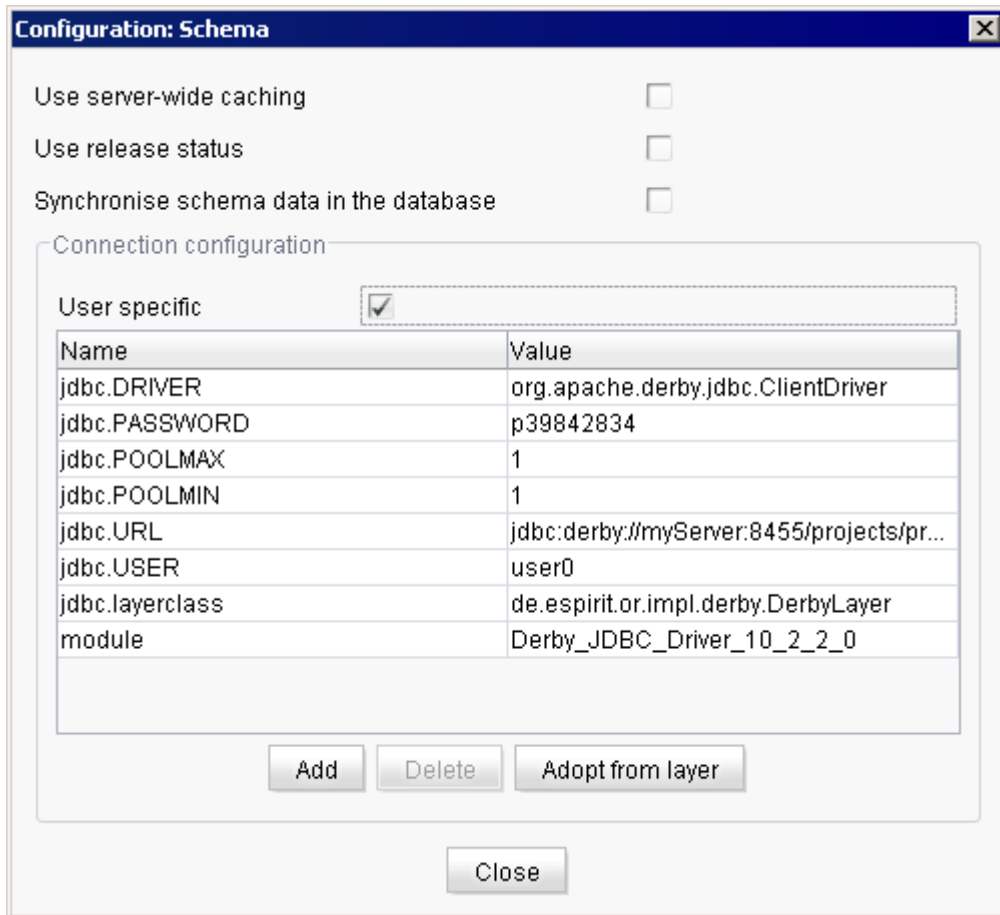 Configuration: Schema
Use server-wide caching
Use release status
Synchronise schema data in the database
Connection configuration
User specific
Name Value
jdbc.DRIVER org.apache.derby.jdbc.ClientDriver
jdbc.PASSWORD p39842834
jdbc.POOLMAX 1
jdbc.POOLMIN 1
jdbc.URL jdbc:derby://myServer:8455/projects/pr...
jdbc.USER user0
jdbc.layerclass de.espirit.or.impl.derby.DerbyLayer
module Derby_JDBC_Driver_10_2_2_0
Add Delete Adopt from layer
Close